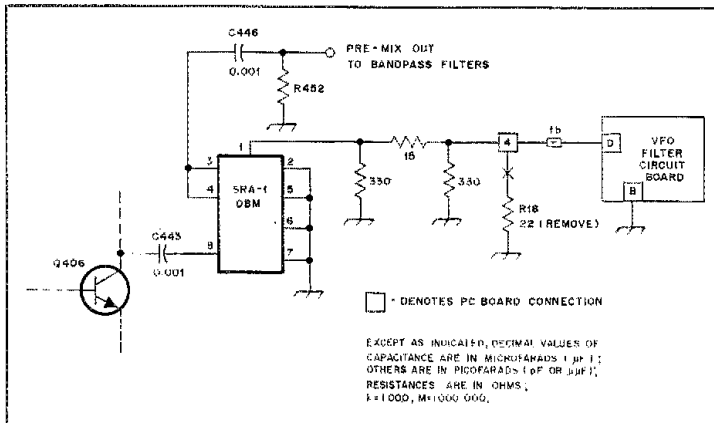 C446
0.001
PRE-MIX OUT
TO BANDPASS FILTERS
R452
1
3
4
8
2
5
6
7
SRA-1
DBM
330
15
330
4
fb
D
VFO
FILTER
CIRCUIT
BOARD
B
R18
22 (REMOVE)
C443
0.001
Q406
- DENOTES PC BOARD CONNECTION
EXCEPT AS INDICATED, DECIMAL VALUES OF
CAPACITANCE ARE IN MICROFARADS (µF);
OTHERS ARE IN PICOFARADS (pF OR µµF);
RESISTANCES ARE IN OHMS;
k=1000, M=1000 000.